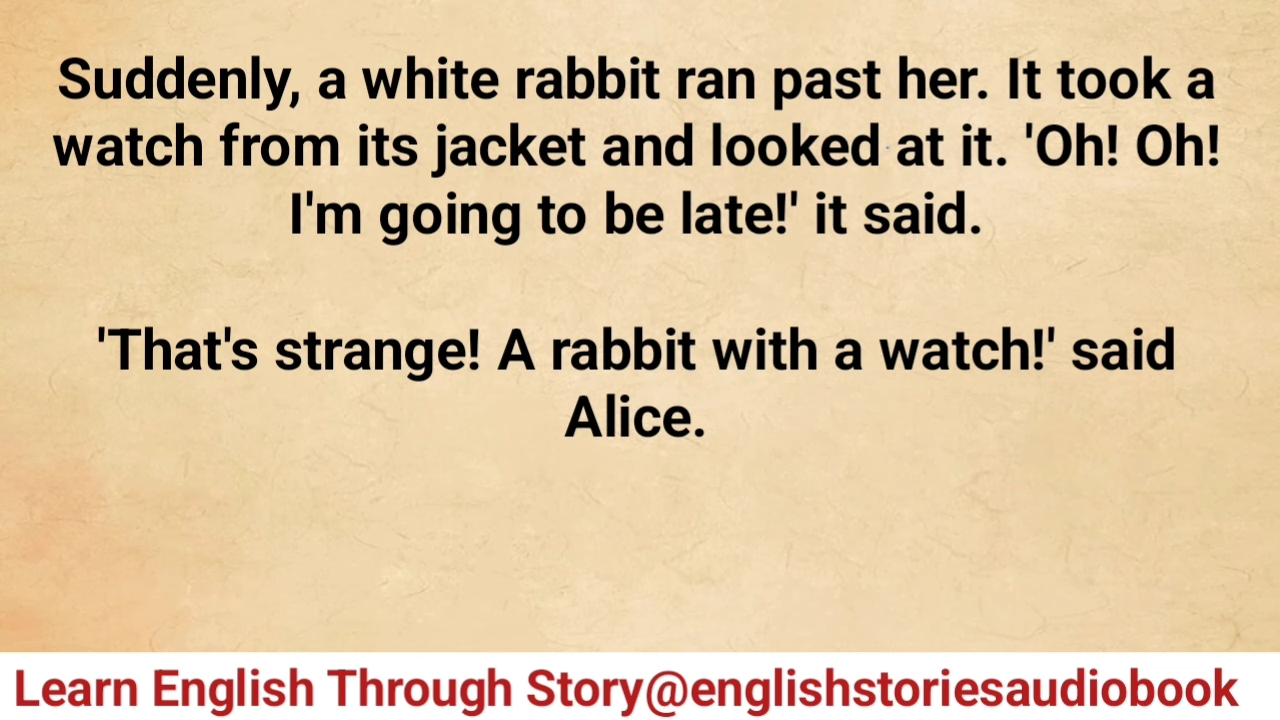 Suddenly, a white rabbit ran past her. It took a
watch from its jacket and looked at it. 'Oh! Oh!
I'm going to be late!' it said.
'That's strange! A rabbit with a watch!' said
Alice.
Learn English Through Story@englishstoriesaudiobook